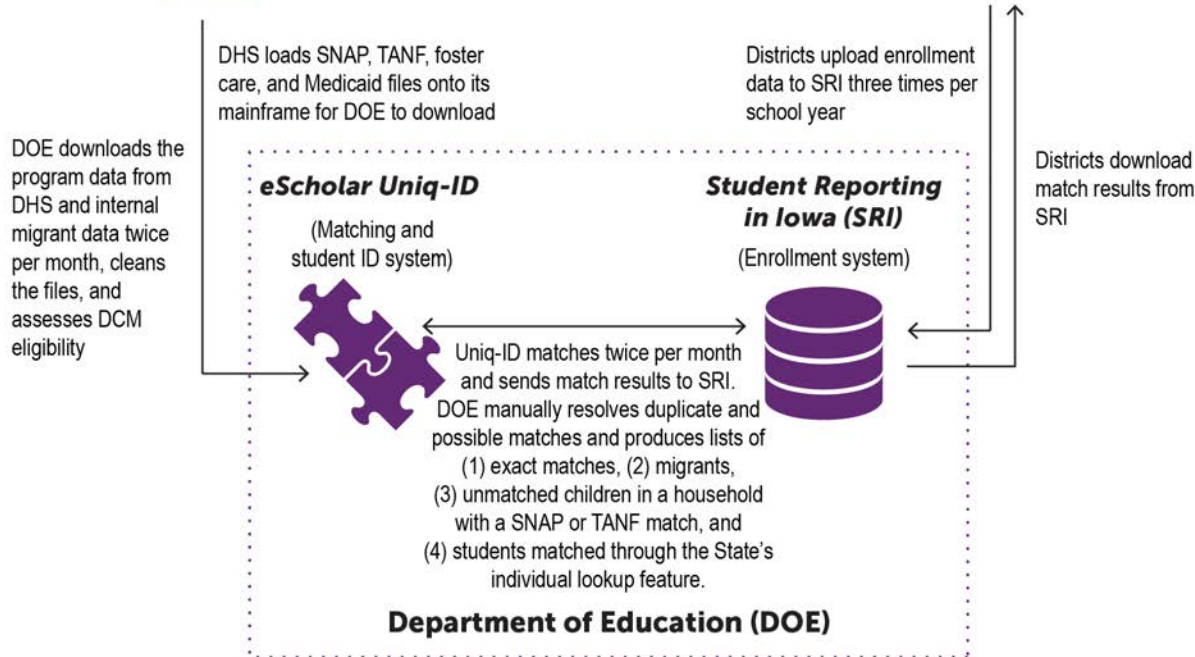 DHS loads SNAP, TANF, foster
care, and Medicaid files onto its
mainframe for DOE to download
Districts upload enrollment
data to SRI three times per
school year
DOE downloads the
program data from
DHS and internal
migrant data twice
per month, cleans
the files, and
assesses DCM
eligibility
Districts download
match results from
SRI
eScholar Uniq-ID
(Matching and
student ID system)
Student Reporting
in Iowa (SRI)
(Enrollment system)
Uniq-ID matches twice per month
and sends match results to SRI.
DOE manually resolves duplicate and
possible matches and produces lists of
(1) exact matches, (2) migrants,
(3) unmatched children in a household
with a SNAP or TANF match, and
(4) students matched through the State's
individual lookup feature.
Department of Education (DOE)